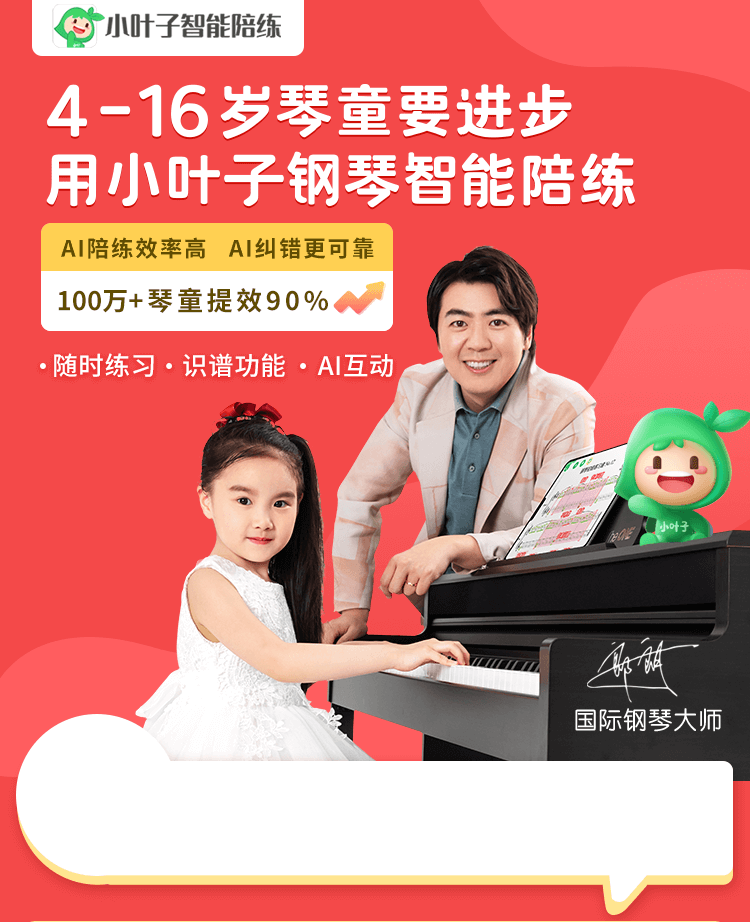 小叶子智能陪练
4-16岁琴童要进步
用小叶子钢琴智能陪练
AI陪练效率高 AI纠错更可靠
100万+琴童提效90%
·随时练习·识谱功能·AI互动
小叶子
国际钢琴大师